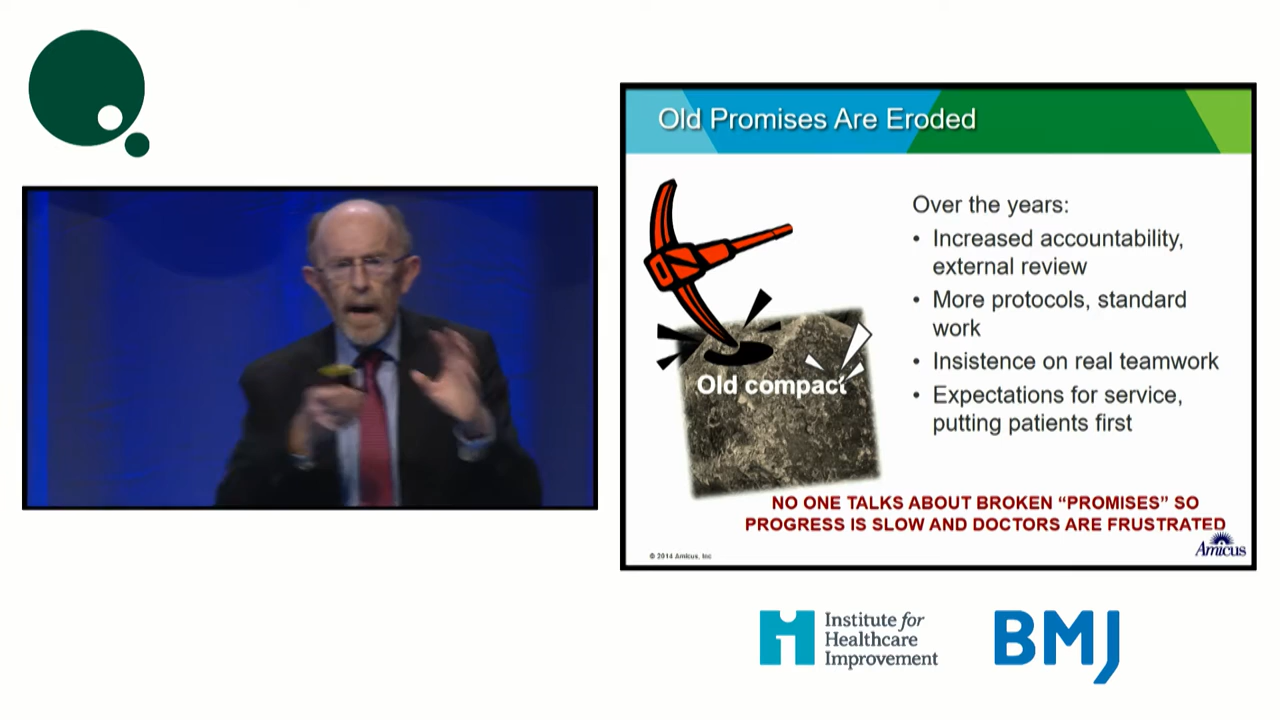 Old Promises Are Eroded
Over the years:
• Increased accountability,
external review
• More protocols, standard
work
• Insistence on real teamwork
• Expectations for service,
putting patients first
Old compact
NO ONE TALKS ABOUT BROKEN “PROMISES” SO
PROGRESS IS SLOW AND DOCTORS ARE FRUSTRATED
© 2014 Amicus, Inc
Amicus
Institute for
Healthcare
Improvement
BMJ